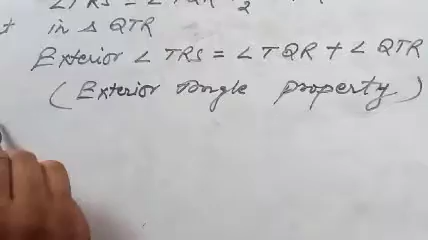 in △ QTR
Exterior ∠ TRS = ∠ TQR + ∠ QTR
(Exterior Angle property)